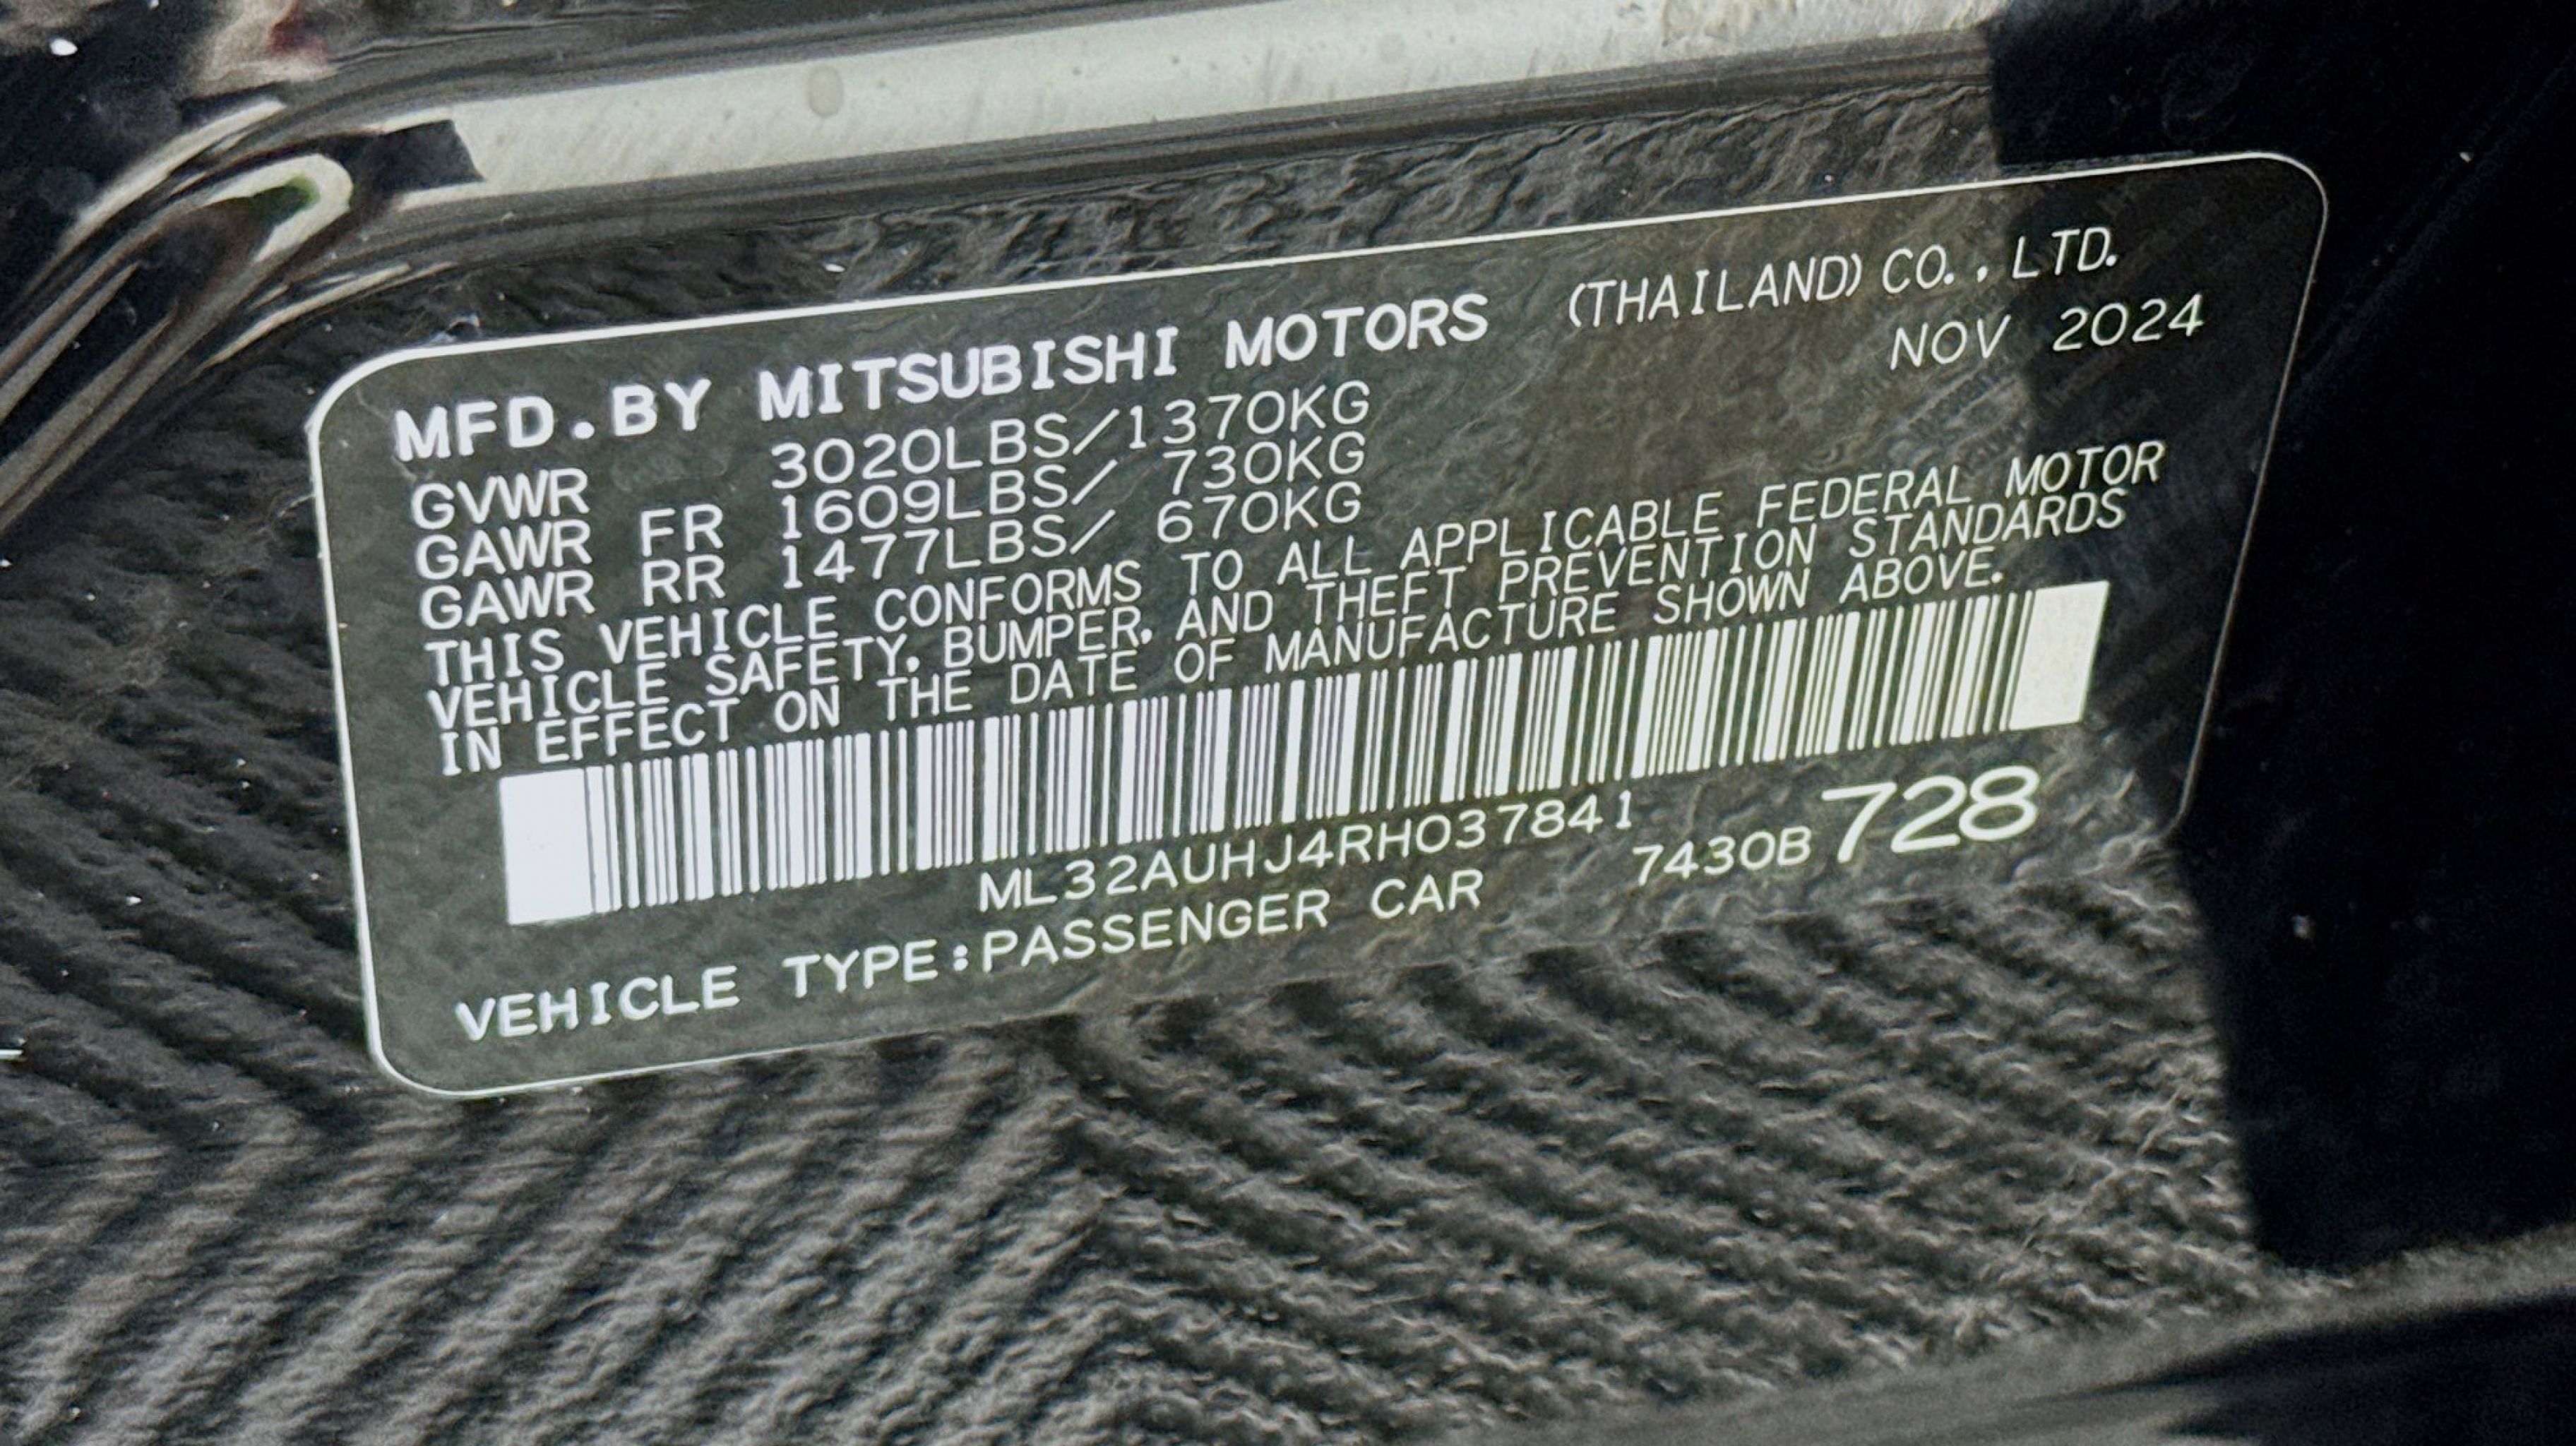 MFD.BY MITSUBISHI MOTORS (THAILAND) CO., LTD.
NOV 2024
GVWR 3020LBS/1370KG
GAWR FR 1609LBS/ 730KG
GAWR RR 1477LBS/ 670KG
THIS VEHICLE CONFORMS TO ALL APPLICABLE FEDERAL MOTOR
VEHICLE SAFETY, BUMPER, AND THEFT PREVENTION STANDARDS
IN EFFECT ON THE DATE OF MANUFACTURE SHOWN ABOVE.
ML32AUHJ4RH037841
7430B728
VEHICLE TYPE:PASSENGER CAR